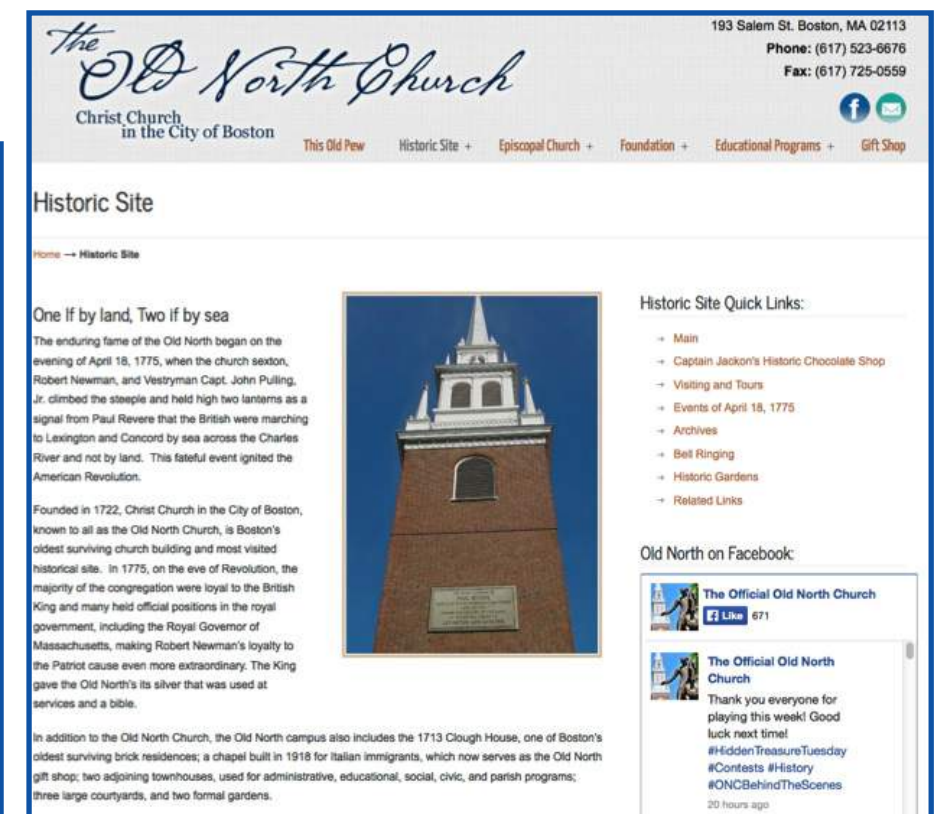 the
Old North Church
Christ Church
in the City of Boston
193 Salem St. Boston, MA 02113
Phone: (617) 523-6676
Fax: (617) 725-0559
f
This Old Pew Historic Site + Episcopal Church + Foundation + Educational Programs + Gift Shop
Historic Site
Home → Historic Site
One If by land, Two if by sea
The enduring fame of the Old North began on the
evening of April 18, 1775, when the church sexton,
Robert Newman, and Vestryman Capt. John Pulling,
Jr. climbed the steeple and held high two lanterns as a
signal from Paul Revere that the British were marching
to Lexington and Concord by sea across the Charles
River and not by land. This fateful event ignited the
American Revolution.
Founded in 1722, Christ Church in the City of Boston,
known to all as the Old North Church, is Boston's
oldest surviving church building and most visited
historical site. In 1775, on the eve of Revolution, the
majority of the congregation were loyal to the British
King and many held official positions in the royal
government, including the Royal Governor of
Massachusetts, making Robert Newman's loyalty to
the Patriot cause even more extraordinary. The King
gave the Old North's its silver that was used at
services and a bible.
In addition to the Old North Church, the Old North campus also includes the 1713 Clough House, one of Boston's
oldest surviving brick residences; a chapel built in 1918 for Italian immigrants, which now serves as the Old North
gift shop; two adjoining townhouses, used for administrative, educational, social, civic, and parish programs;
three large courtyards, and two formal gardens.
Historic Site Quick Links:
→ Main
→ Captain Jackon's Historic Chocolate Shop
→ Visiting and Tours
→ Events of April 18, 1775
→ Archives
→ Bell Ringing
→ Historic Gardens
→ Related Links
Old North on Facebook:
The Official Old North Church
f Like 671
The Official Old North
Church
Thank you everyone for
playing this week! Good
luck next time!
#HiddenTreasureTuesday
#Contests #History
#ONCBehindTheScenes
20 hours ago